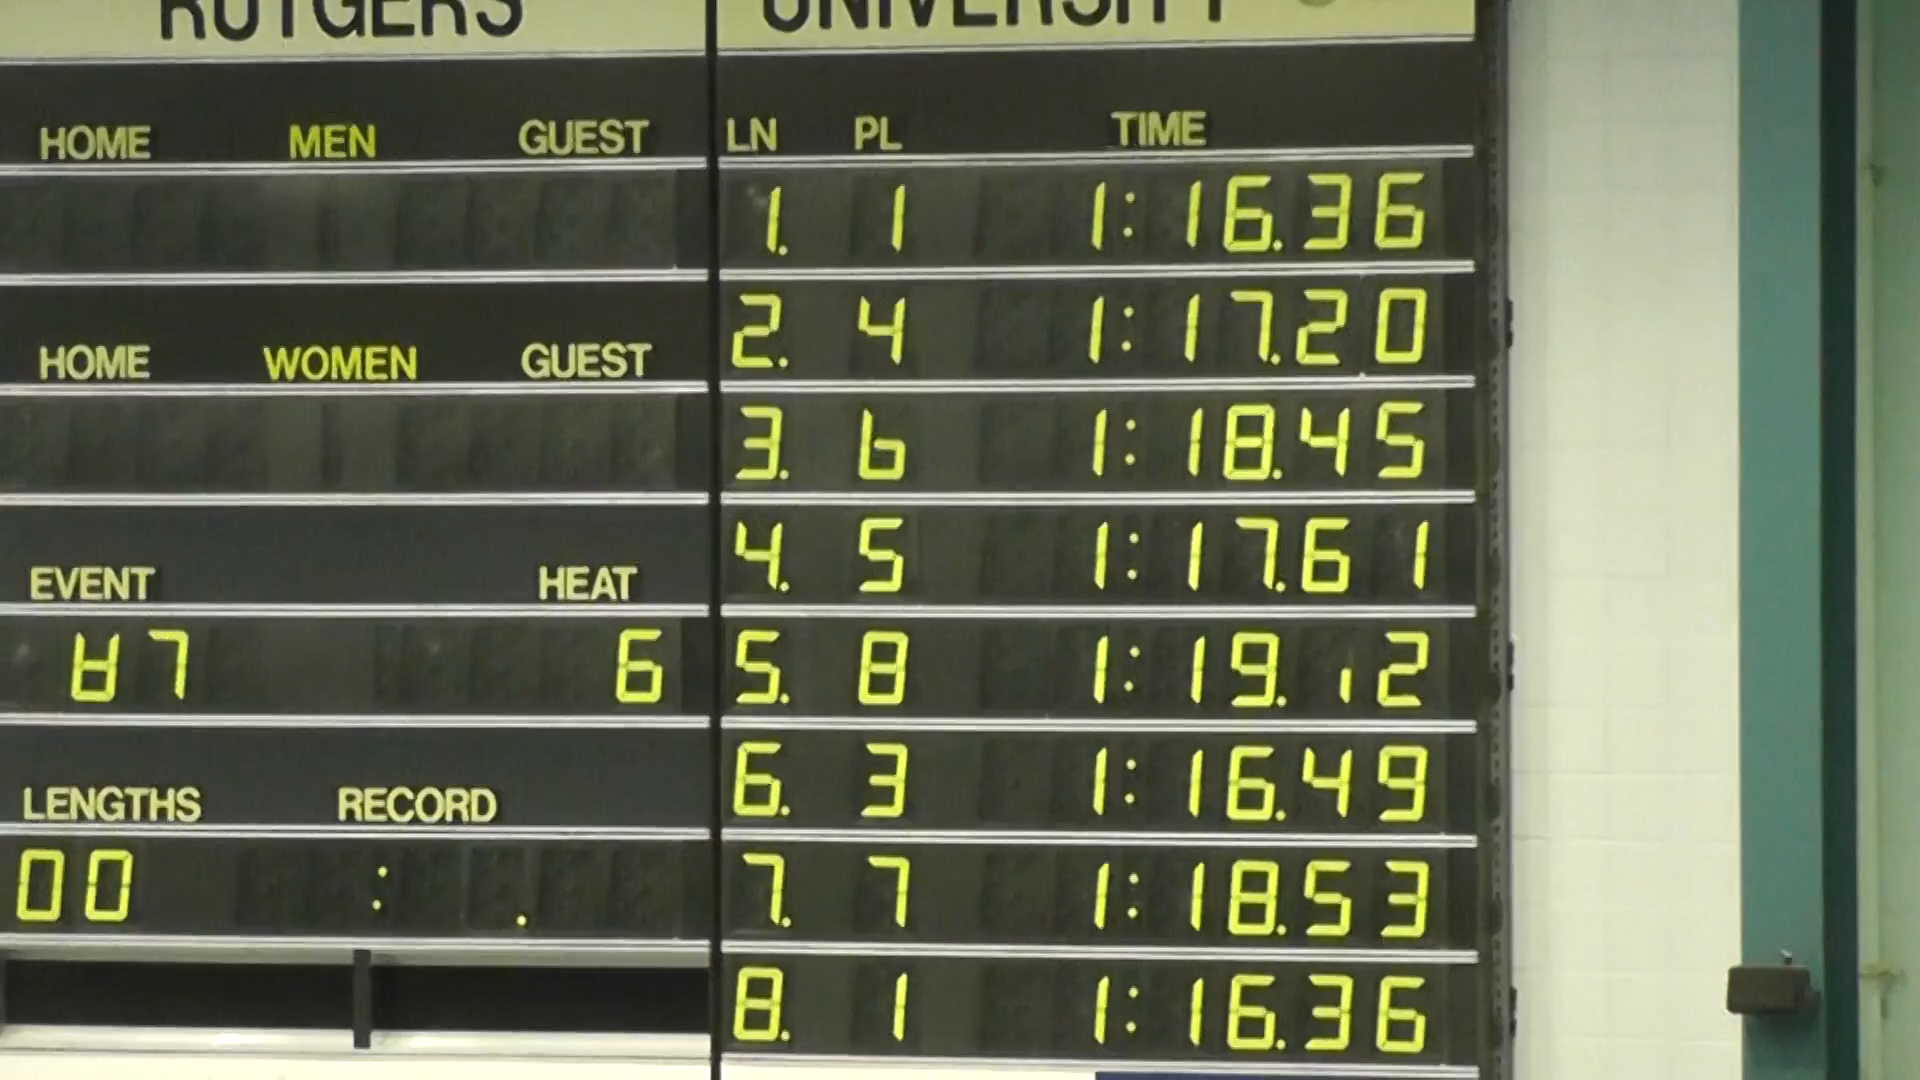 RUTGERS UNIVERSITY
HOME MEN GUEST
HOME WOMEN GUEST
EVENT HEAT
87 6
LENGTHS RECORD
00 : .
LN PL TIME
1. 1 1:16.36
2. 4 1:17.20
3. 6 1:18.45
4. 5 1:17.61
5. 8 1:19.12
6. 3 1:16.49
7. 7 1:18.53
8. 1 1:16.36